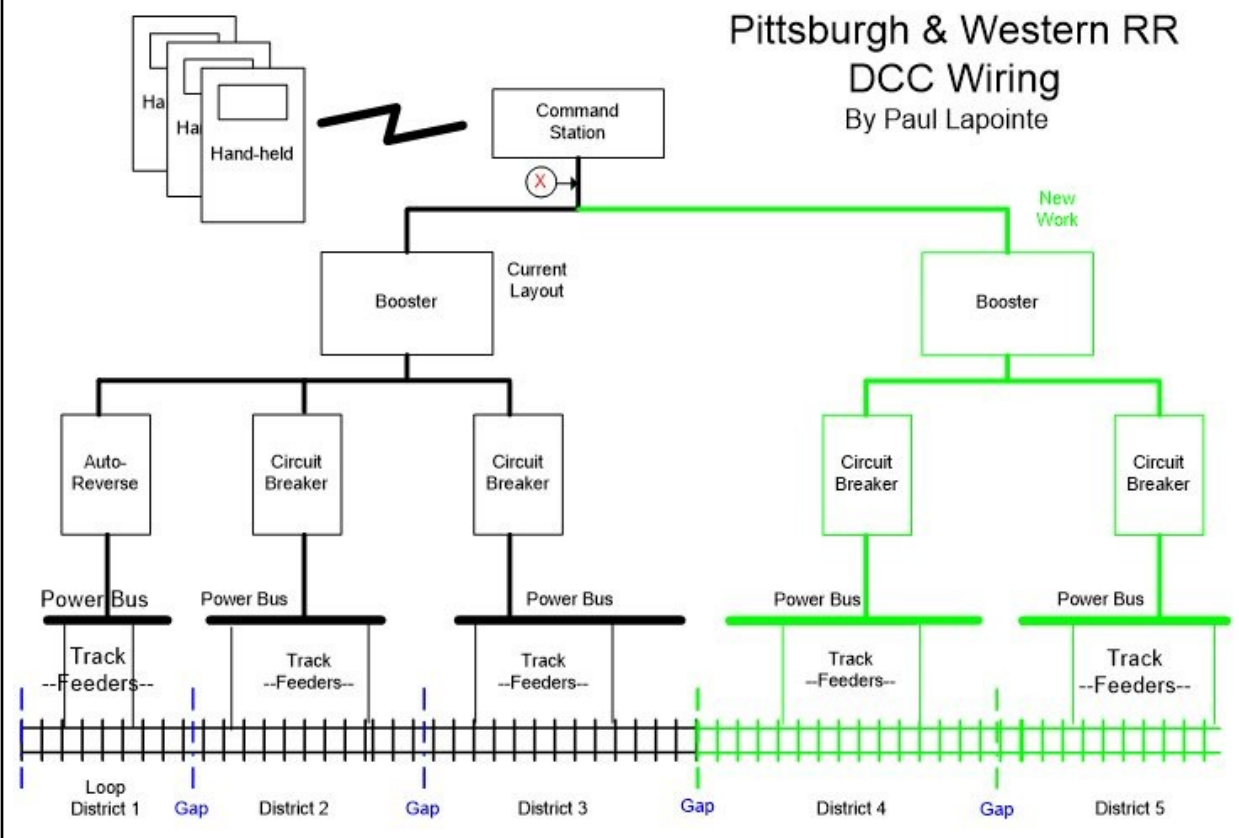 Pittsburgh & Western RR
DCC Wiring
By Paul Lapointe
Ha
Ha
Hand-held
Command
Station
X
New
Work
Booster
Current
Layout
Booster
Auto-
Reverse
Circuit
Breaker
Circuit
Breaker
Circuit
Breaker
Circuit
Breaker
Power Bus
Power Bus
Power Bus
Power Bus
Power Bus
Track
--Feeders--
Track
--Feeders--
Track
--Feeders--
Track
--Feeders--
Track
--Feeders--
Loop
District 1
Gap
District 2
Gap
District 3
Gap
District 4
Gap
District 5